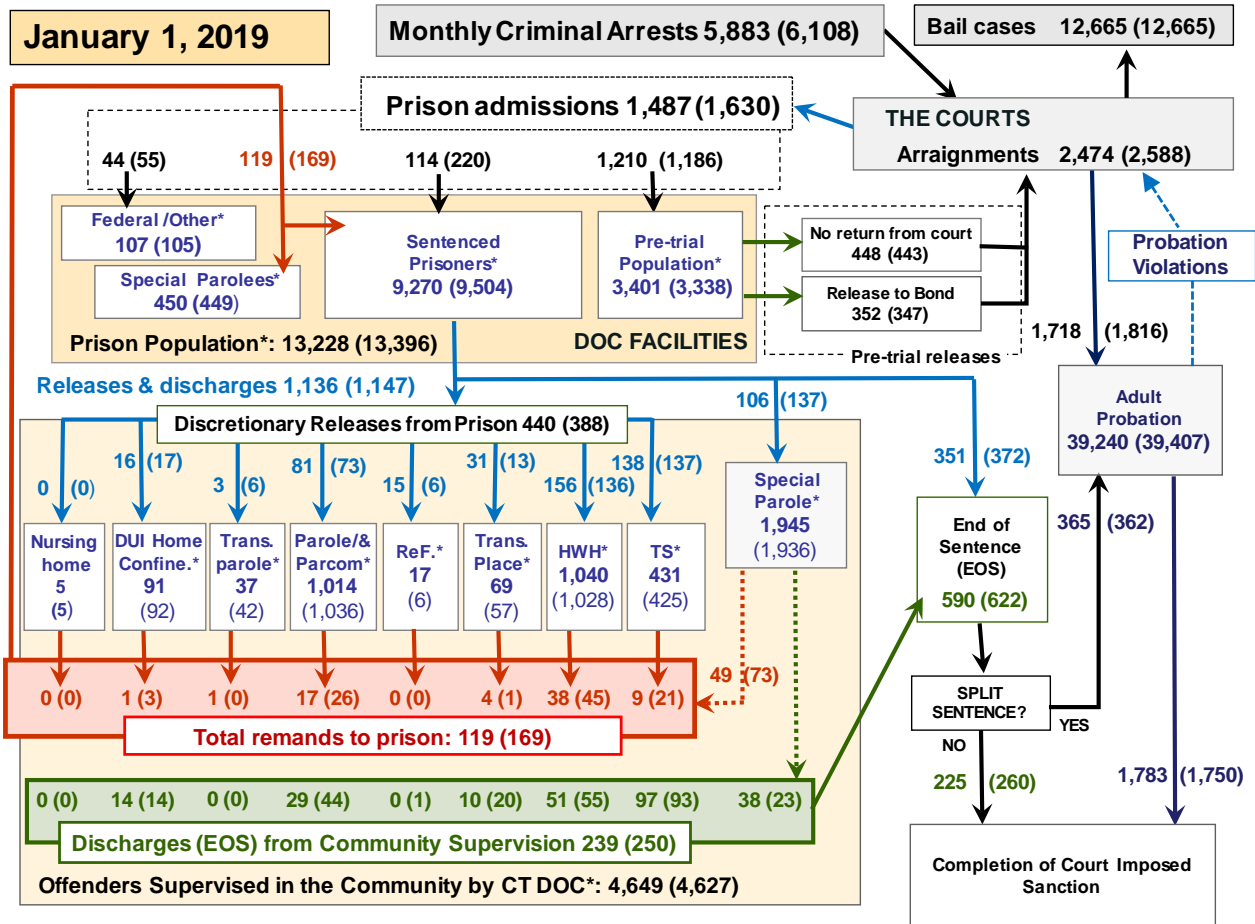 January 1, 2019
Monthly Criminal Arrests 5,883 (6,108)
Bail cases 12,665 (12,665)
Prison admissions 1,487 (1,630)
THE COURTS
Arraignments 2,474 (2,588)
44 (55)
119 (169)
114 (220)
1,210 (1,186)
Federal /Other*
107 (105)
Special Parolees*
450 (449)
Sentenced
Prisoners*
9,270 (9,504)
Pre-trial
Population*
3,401 (3,338)
No return from court
448 (443)
Release to Bond
352 (347)
Pre-trial releases
Probation
Violations
Prison Population*: 13,228 (13,396)
DOC FACILITIES
1,718 (1,816)
Releases & discharges 1,136 (1,147)
Discretionary Releases from Prison 440 (388)
106 (137)
351 (372)
Adult
Probation
39,240 (39,407)
0 (0)
16 (17)
3 (6)
81 (73)
15 (6)
31 (13)
156 (136)
138 (137)
Nursing
home
5
(5)
DUI Home
Confine.*
91
(92)
Trans.
parole*
37
(42)
Parole/&
Parcom*
1,014
(1,036)
ReF.*
17
(6)
Trans.
Place*
69
(57)
HWH*
1,040
(1,028)
TS*
431
(425)
Special
Parole*
1,945
(1,936)
End of
Sentence
(EOS)
590 (622)
365 (362)
0 (0)
1 (3)
1 (0)
17 (26)
0 (0)
4 (1)
38 (45)
9 (21)
49 (73)
Total remands to prison: 119 (169)
SPLIT
SENTENCE?
YES
NO
225 (260)
1,783 (1,750)
0 (0)
14 (14)
0 (0)
29 (44)
0 (1)
10 (20)
51 (55)
97 (93)
38 (23)
Discharges (EOS) from Community Supervision 239 (250)
Offenders Supervised in the Community by CT DOC*: 4,649 (4,627)
Completion of Court Imposed
Sanction